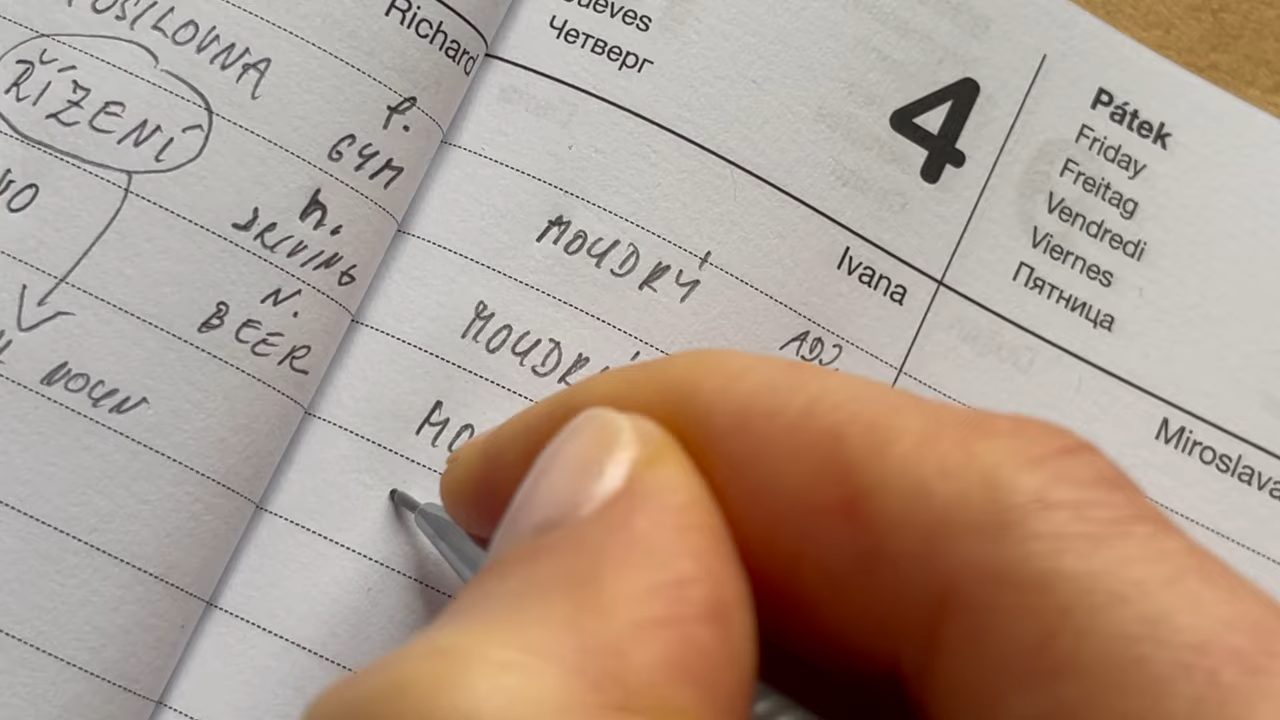 POSILOVNA
Richard
ŘÍZENÍ
f.
GYM
n.
DRIVING
N.
BEER
NOUN
Četverg
Четверг
4
Ivana
MOUDRÝ
ADJ.
Pátek
Friday
Freitag
Vendredi
Viernes
Пятница
Miroslava